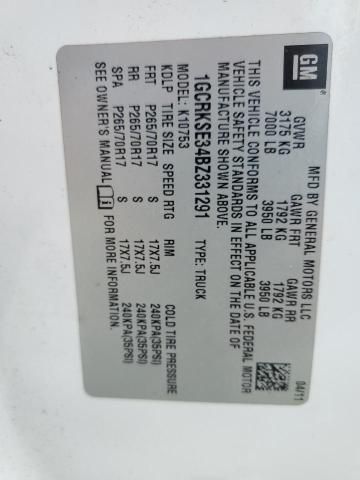 GM
MFD BY GENERAL MOTORS LLC
04/11
GVWR GAWR FRT GAWR RR
3175 KG 1792 KG 1792 KG
7000 LB 3950 LB 3950 LB
THIS VEHICLE CONFORMS TO ALL APPLICABLE U.S. FEDERAL MOTOR
VEHICLE SAFETY STANDARDS IN EFFECT ON THE DATE OF
MANUFACTURE SHOWN ABOVE.
1GCRKSE34BZ331291 TYPE: TRUCK
MODEL: K10753
KDLP TIRE SIZE SPEED RTG RIM COLD TIRE PRESSURE
FRT P265/70R17 S 17X7.5J 240KPA(35PSI)
RR P265/70R17 S 17X7.5J 240KPA(35PSI)
SPA P265/70R17 S 17X7.5J 240KPA(35PSI)
SEE OWNER'S MANUAL FOR MORE INFORMATION.